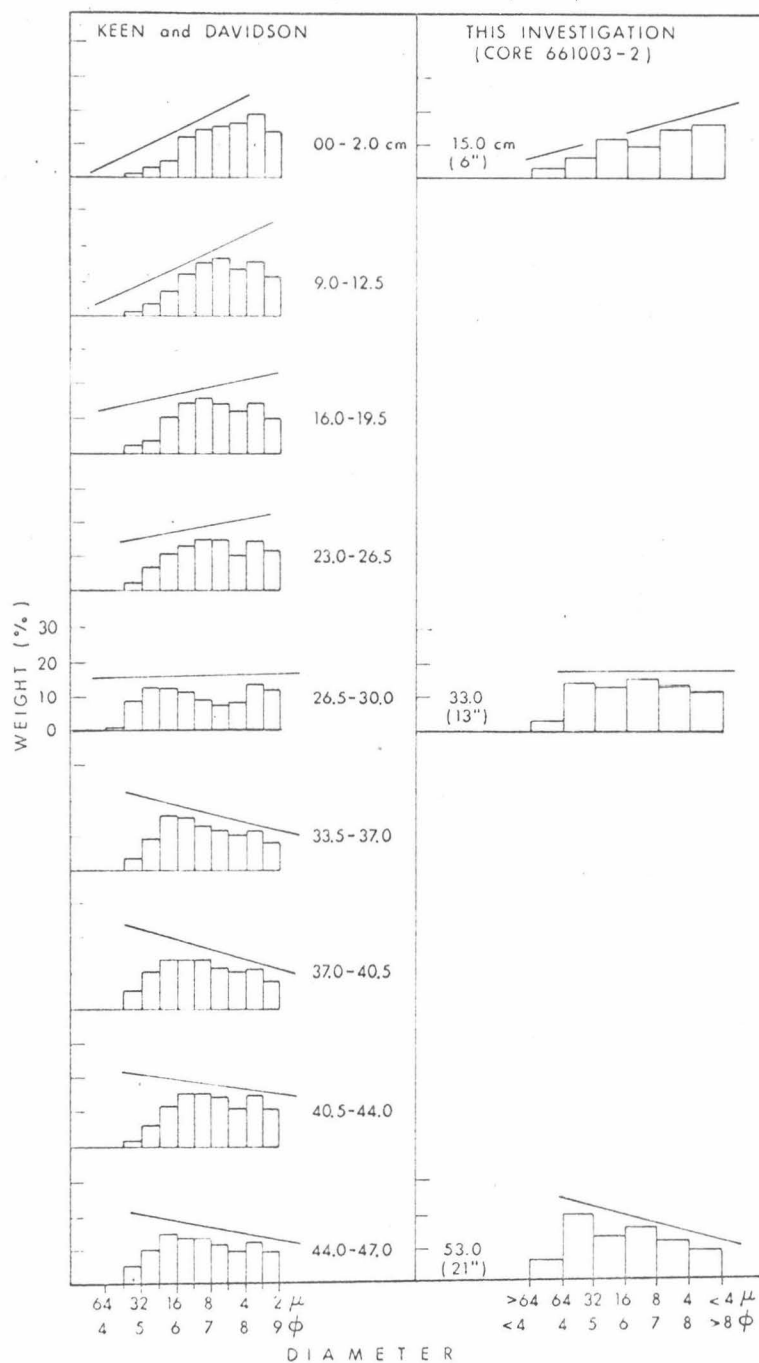 KEEN and DAVIDSON
THIS INVESTIGATION
(CORE 661003-2)
00-2.0 cm
15.0 cm
(6")
9.0-12.5
16.0-19.5
23.0-26.5
WEIGHT (%)
30
20
10
0
26.5-30.0
33.0
(13")
33.5-37.0
37.0-40.5
40.5-44.0
44.0-47.0
53.0
(21")
64 32 16 8 4 2 μ
4 5 6 7 8 9 ϕ
>64 64 32 16 8 4 <4 μ
<4 4 5 6 7 8 >8 ϕ
DIAMETER